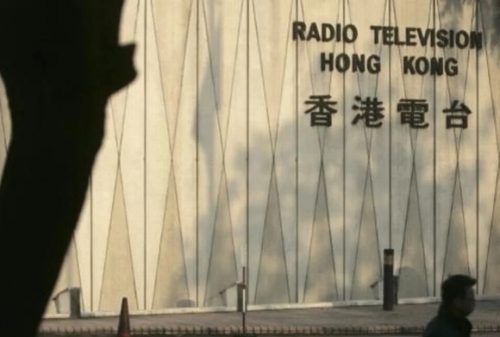 RADIO TELEVISION
HONG KONG
香港電台